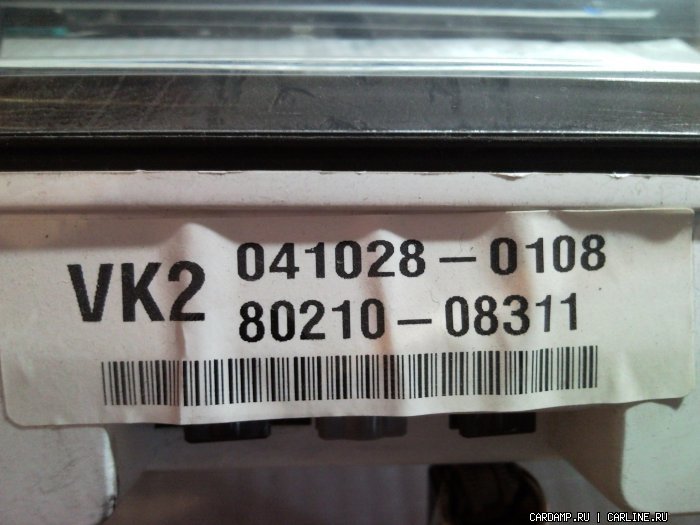 VK2
041028-0108
80210-08311
CARDAMP.RU | CARLINE.RU